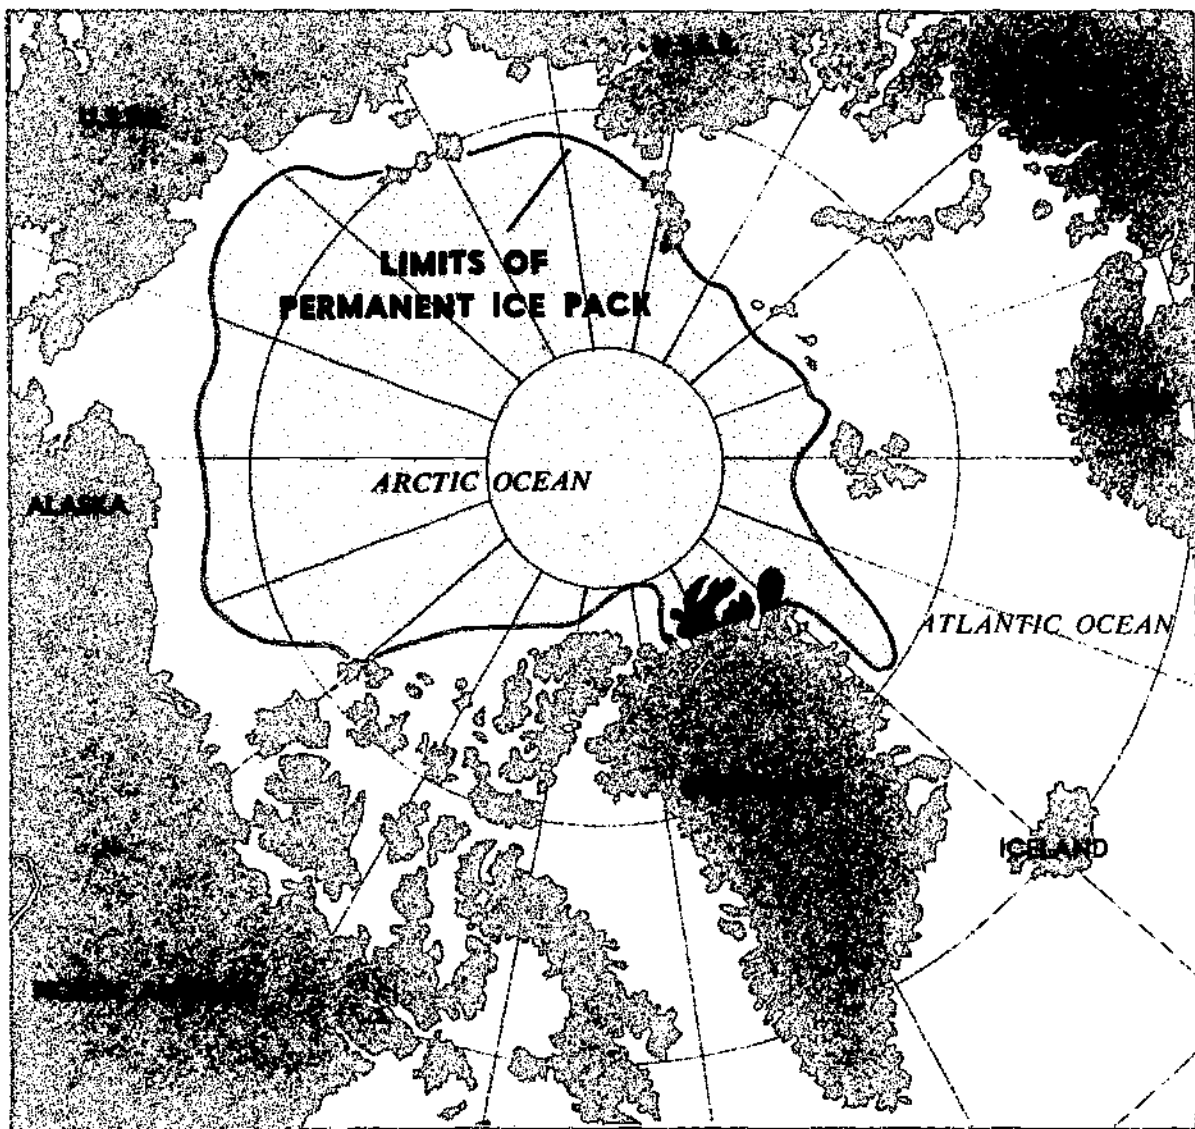 U.S.S.R.
U.S.S.R.
LIMITS OF
PERMANENT ICE PACK
ARCTIC OCEAN
ALASKA
ATLANTIC OCEAN
ICELAND